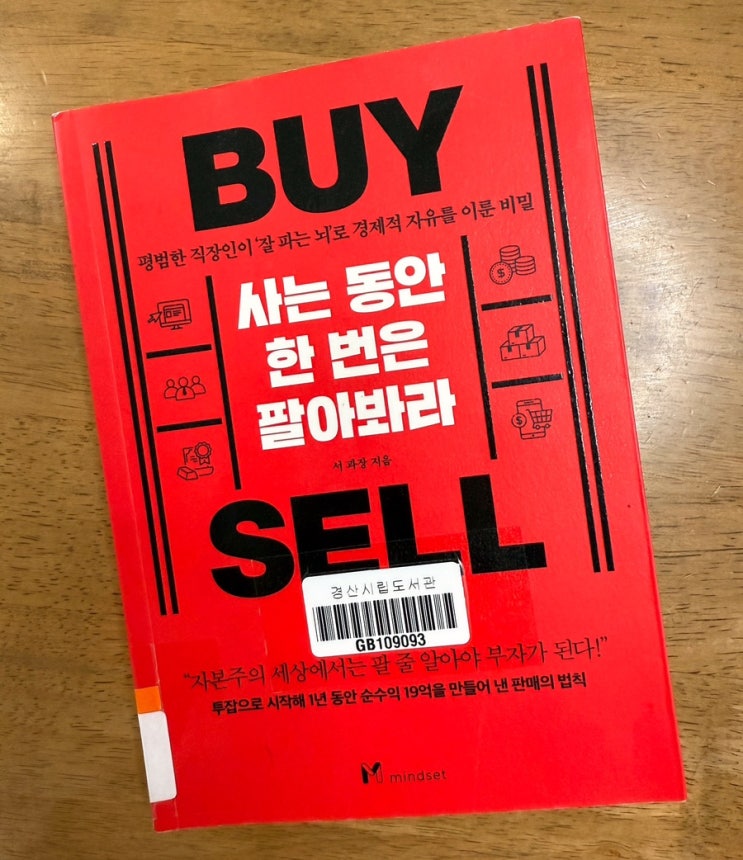 BUY
평범한 직장인이 '잘 파는 뇌'로 경제적 자유를 이룬 비밀
사는 동안
한 번은
팔아봐라
서 과장 지음
SELL
경산시립도서관
GB109093
"자본주의 세상에서는 팔 줄 알아야 부자가 된다!"
투잡으로 시작해 1년 동안 순수익 19억을 만들어 낸 판매의 법칙
mindset